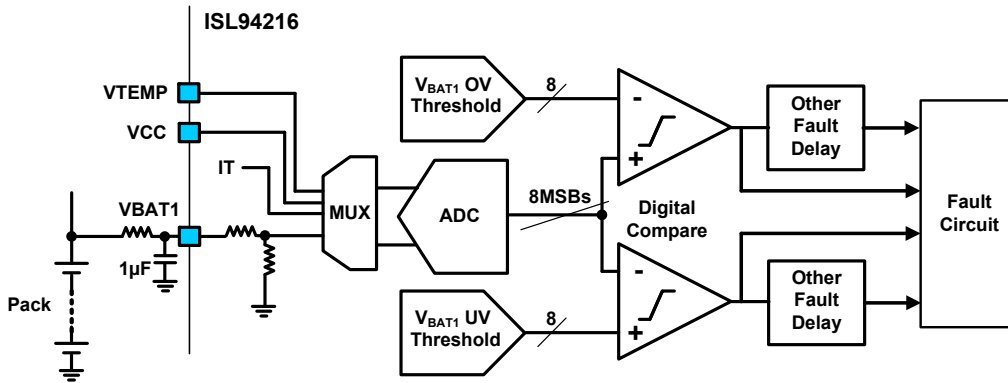 ISL94216
VTEMP
VCC
IT
VBAT1
1µF
Pack
MUX
ADC
8MSBs
VBAT1 OV
Threshold
8
-
+
Digital
Compare
VBAT1 UV
Threshold
8
-
+
Other
Fault
Delay
Other
Fault
Delay
Fault
Circuit